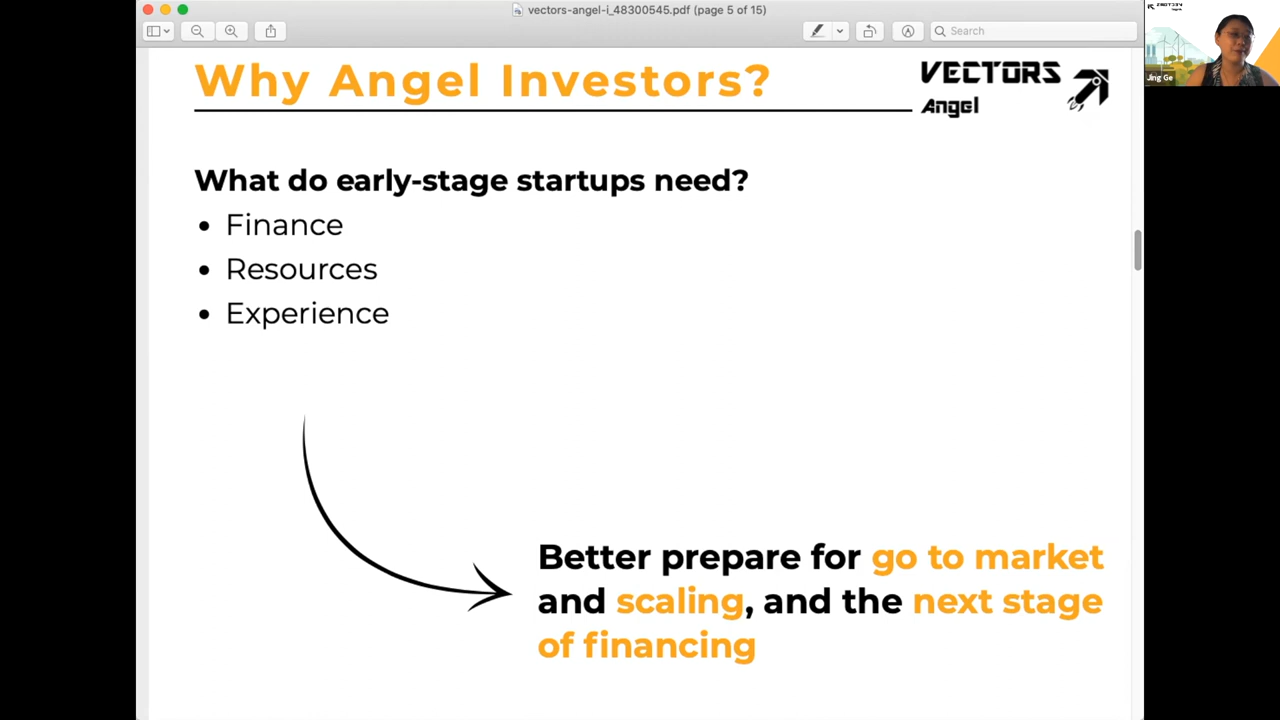 vectors-angel-i_48300545.pdf (page 5 of 15)
Search
Why Angel Investors?
VECTORS
Angel
What do early-stage startups need?
• Finance
• Resources
• Experience
Better prepare for go to market
and scaling, and the next stage
of financing
Jing Ge